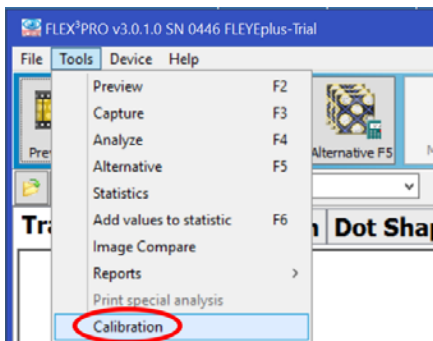 FLEX³PRO v3.0.1.0 SN 0446 FLEYEplus-Trial
File Tools Device Help
Preview F2
Capture F3
Analyze F4
Alternative F5
Alternative F5
Statistics
Add values to statistic F6
Dot Shap
Image Compare
Reports
Print special analysis
Calibration